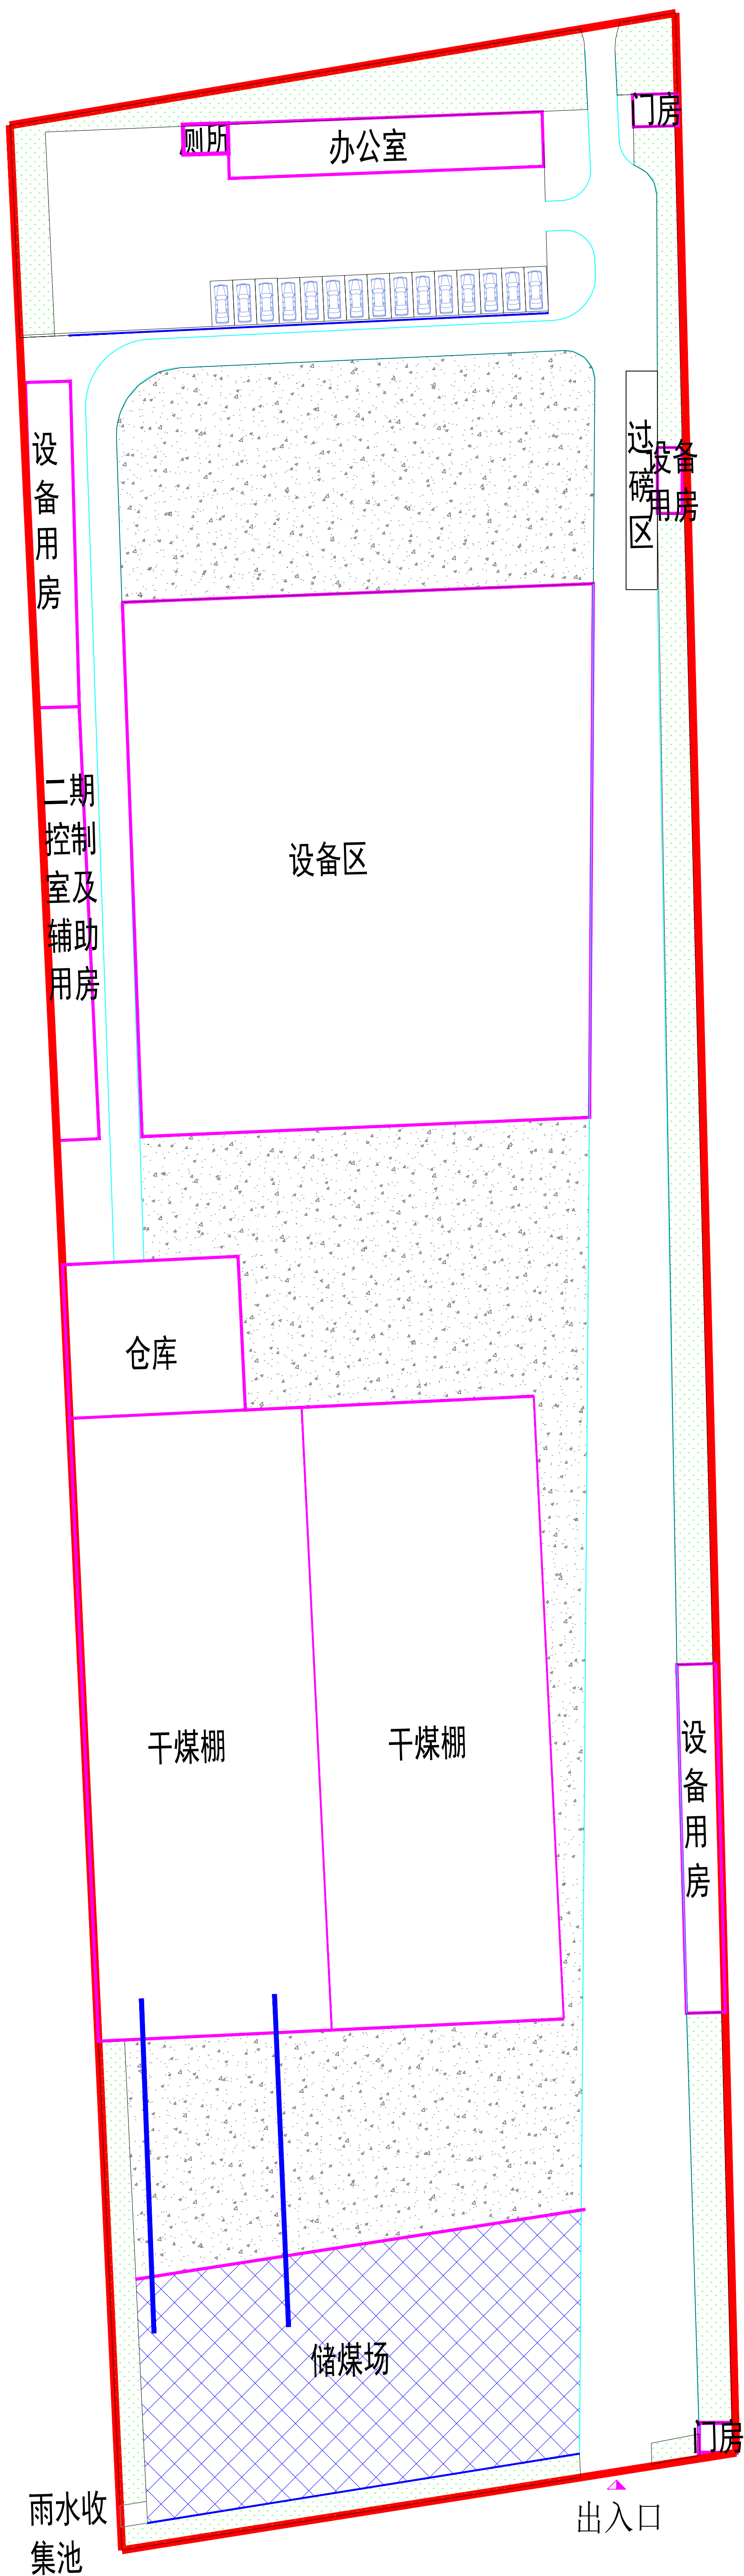 门房
厕所
办公室
过
磅
区
设备
用房
设
备
用
房
二期
控制
室及
辅助
用房
设备区
仓库
干煤棚
干煤棚
设
备
用
房
储煤场
门房
雨水收
集池
出入口